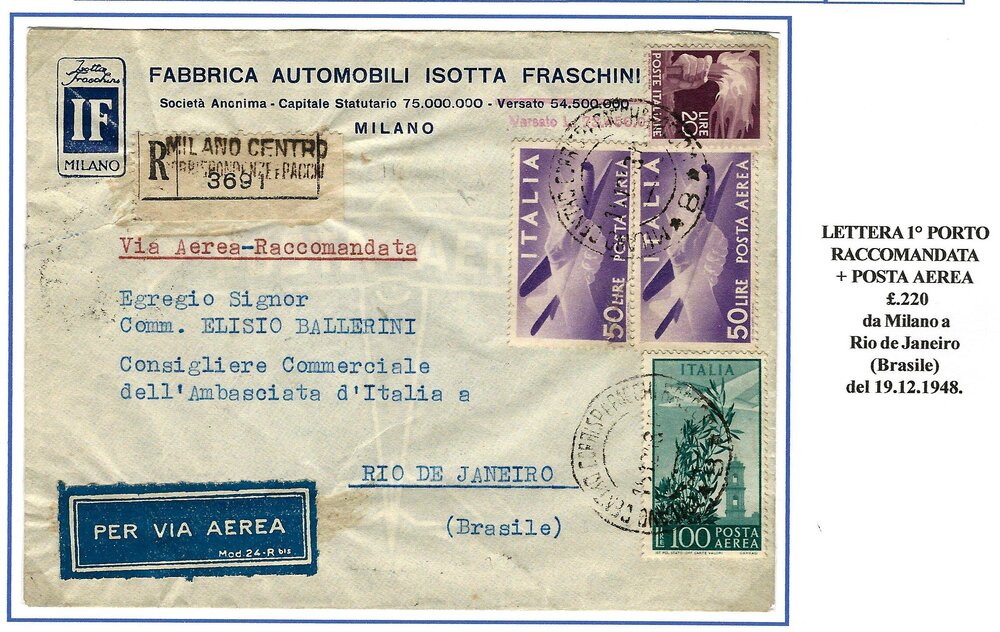 Isotta
Fraschini
IF
MILANO
FABBRICA AUTOMOBILI ISOTTA FRASCHINI
Società Anonima - Capitale Statutario 75.000.000 - Versato 54.500.000
Versato L.
MILANO
R
MILANO CENTRO
CORRISPONDENZE E PACCHI
3691
Via Aerea-Raccomandata
Egregio Signor
Comm. ELISIO BALLERINI
Consigliere Commerciale
dell'Ambasciata d'Italia a
RIO DE JANEIRO
(Brasile)
PER VIA AEREA
Mod. 24-R bis
POSTE ITALIANE
LIRE
20
ITALIA
POSTA AEREA
50 LIRE
ITALIA
POSTA AEREA
50 LIRE
ITALIA
LIRE 100 POSTA
AEREA
LETTERA 1° PORTO
RACCOMANDATA
+ POSTA AEREA
£.220
da Milano a
Rio de Janeiro
(Brasile)
del 19.12.1948.